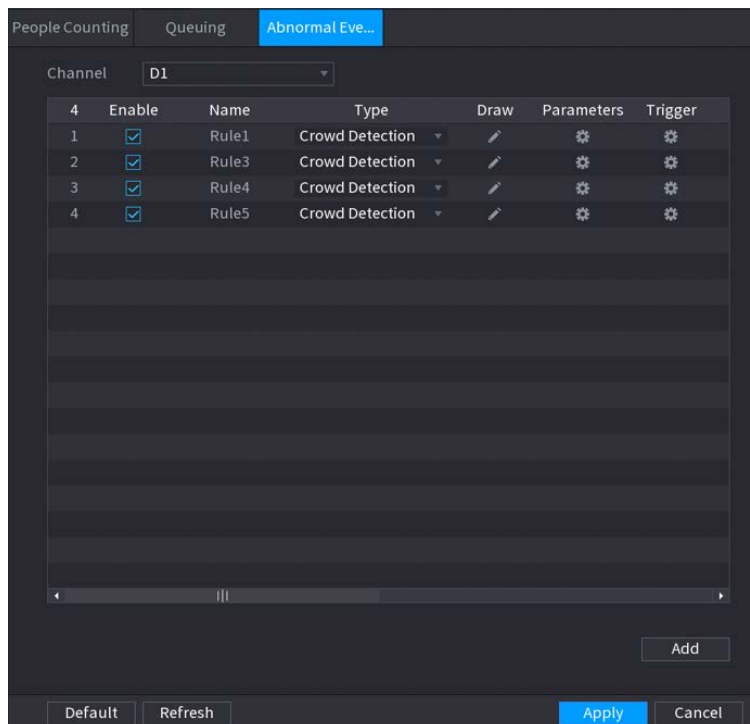 People Counting Queuing Abnormal Eve...
Channel D1
4 Enable Name Type Draw Parameters Trigger
1 Rule1 Crowd Detection
2 Rule3 Crowd Detection
3 Rule4 Crowd Detection
4 Rule5 Crowd Detection
Add
Default Refresh Apply Cancel